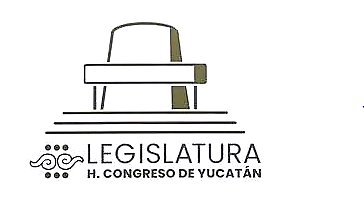 LEGISLATURA
H. CONGRESO DE YUCATÁN